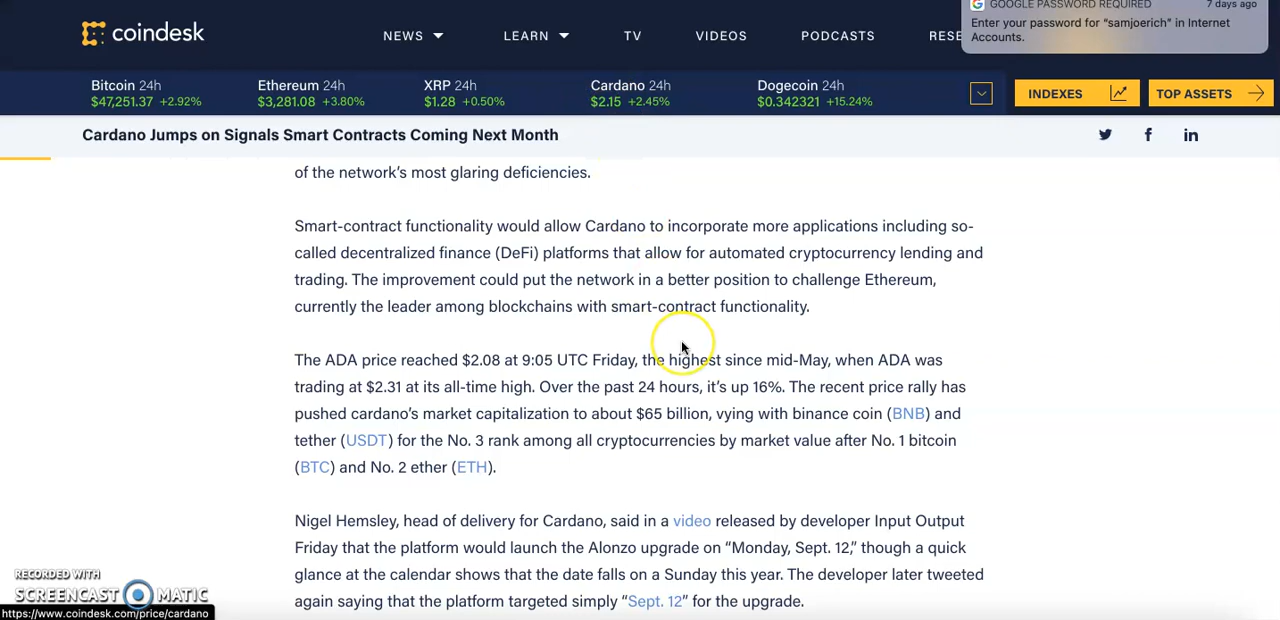 GOOGLE PASSWORD REQUIRED 7 days ago
Enter your password for "samjoerich" in Internet
Accounts.
coindesk
NEWS LEARN TV VIDEOS PODCASTS
Bitcoin 24h
$47,251.37 +2.92%
Ethereum 24h
$3,281.08 +3.80%
XRP 24h
$1.28 +0.50%
Cardano 24h
$2.15 +2.45%
Dogecoin 24h
$0.342321 +15.24%
INDEXES
TOP ASSETS
Cardano Jumps on Signals Smart Contracts Coming Next Month
of the network's most glaring deficiencies.
Smart-contract functionality would allow Cardano to incorporate more applications including so-
called decentralized finance (DeFi) platforms that allow for automated cryptocurrency lending and
trading. The improvement could put the network in a better position to challenge Ethereum,
currently the leader among blockchains with smart-contract functionality.
The ADA price reached $2.08 at 9:05 UTC Friday, the highest since mid-May, when ADA was
trading at $2.31 at its all-time high. Over the past 24 hours, it's up 16%. The recent price rally has
pushed cardano's market capitalization to about $65 billion, vying with binance coin (BNB) and
tether (USDT) for the No. 3 rank among all cryptocurrencies by market value after No. 1 bitcoin
(BTC) and No. 2 ether (ETH).
Nigel Hemsley, head of delivery for Cardano, said in a video released by developer Input Output
Friday that the platform would launch the Alonzo upgrade on "Monday, Sept. 12," though a quick
glance at the calendar shows that the date falls on a Sunday this year. The developer later tweeted
again saying that the platform targeted simply "Sept. 12" for the upgrade.
RECORDED WITH
SCREENCAST MATIC
https://www.coindesk.com/price/cardano